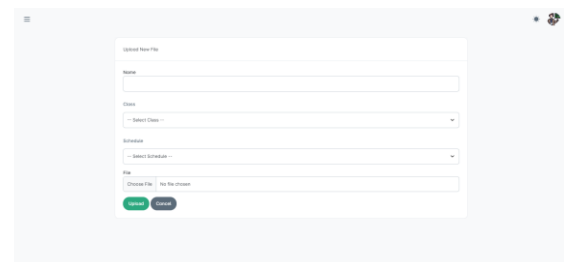 Upload New File
Name
Class
-- Select Class --
Schedule
-- Select Schedule --
File
Choose File No file chosen
Upload Cancel